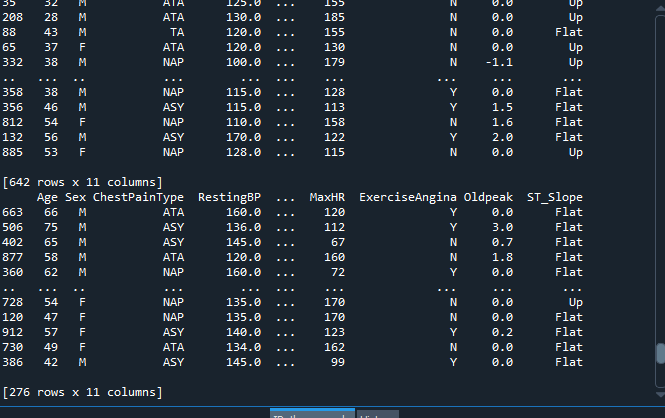 35 32 M ATA 125.0 ... 155 N 0.0 Up
208 28 M ATA 130.0 ... 185 N 0.0 Up
88 43 M TA 120.0 ... 155 N 0.0 Flat
65 37 F ATA 120.0 ... 130 N 0.0 Up
332 38 M NAP 100.0 ... 179 N -1.1 Up
.. ... .. ... ... ... ... ... ... ...
358 38 M NAP 115.0 ... 128 Y 0.0 Flat
356 46 M ASY 115.0 ... 113 Y 1.5 Flat
812 54 F NAP 110.0 ... 158 N 1.6 Flat
132 56 M ASY 170.0 ... 122 Y 2.0 Flat
885 53 F NAP 128.0 ... 115 N 0.0 Up
[642 rows x 11 columns]
Age Sex ChestPainType RestingBP ... MaxHR ExerciseAngina Oldpeak ST_Slope
663 66 M ATA 160.0 ... 120 Y 0.0 Flat
506 75 M ASY 136.0 ... 112 Y 3.0 Flat
402 65 M ASY 145.0 ... 67 N 0.7 Flat
877 58 M ATA 120.0 ... 160 N 1.8 Flat
360 62 M NAP 160.0 ... 72 Y 0.0 Flat
.. ... .. ... ... ... ... ... ... ...
728 54 F NAP 135.0 ... 170 N 0.0 Up
120 47 F NAP 135.0 ... 170 N 0.0 Flat
912 57 F ASY 140.0 ... 123 Y 0.2 Flat
730 49 F ATA 134.0 ... 162 N 0.0 Flat
386 42 M ASY 145.0 ... 99 Y 0.0 Flat
[276 rows x 11 columns]